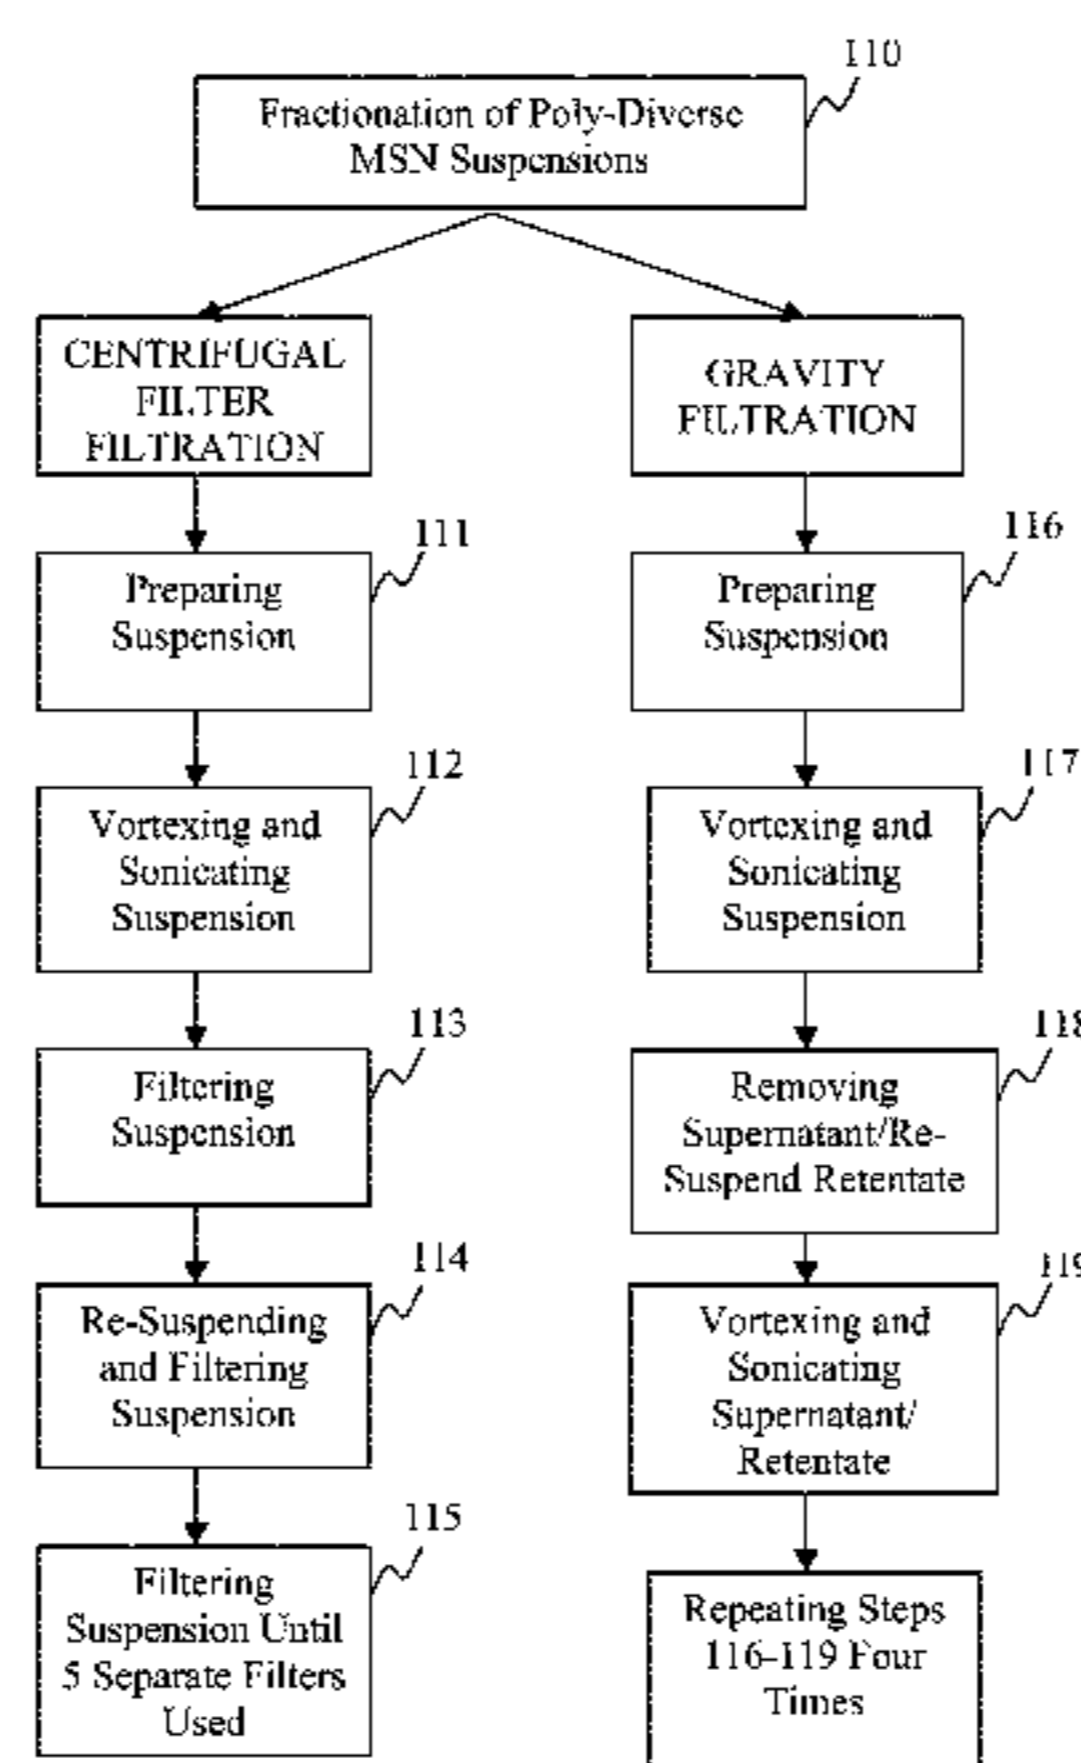 110
Fractionation of Poly-Diverse
MSN Suspensions
CENTRIFUGAL
FILTER
FILTRATION
111
Preparing
Suspension
112
Vortexing and
Sonicating
Suspension
113
Filtering
Suspension
114
Re-Suspending
and Filtering
Suspension
115
Filtering
Suspension Until
5 Separate Filters
Used
GRAVITY
FILTRATION
116
Preparing
Suspension
117
Vortexing and
Sonicating
Suspension
118
Removing
Supernatant/Re-
Suspend Retentate
119
Vortexing and
Sonicating
Supernatant/
Retentate
Repeating Steps
116-119 Four
Times